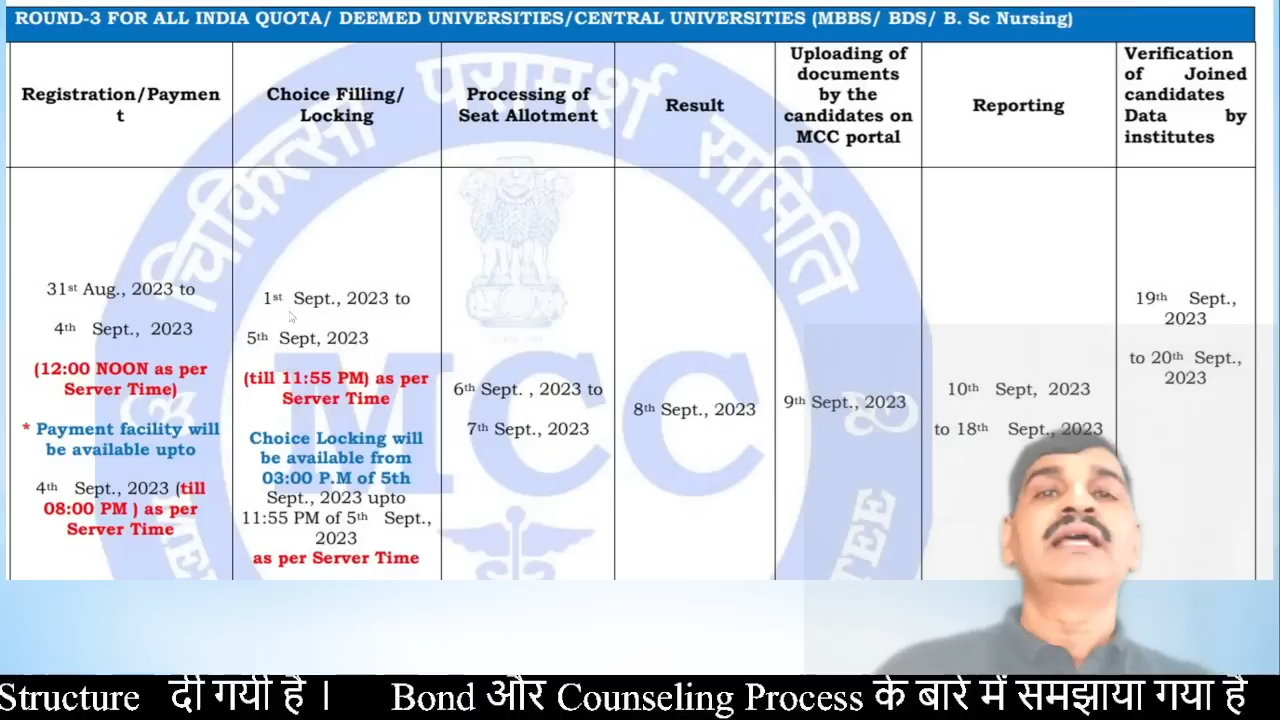 ROUND-3 FOR ALL INDIA QUOTA/ DEEMED UNIVERSITIES/CENTRAL UNIVERSITIES (MBBS/ BDS/ B. Sc Nursing)
Registration/Paymen
t
Choice Filling/
Locking
Processing of
Seat Allotment
Result
Uploading of
documents
by the
candidates on
MCC portal
Reporting
Verification
of Joined
candidates
Data by
institutes
31st Aug., 2023 to
4th Sept., 2023
(12:00 NOON as per
Server Time)
* Payment facility will
be available upto
4th Sept., 2023 (till
08:00 PM ) as per
Server Time
1st Sept., 2023 to
5th Sept, 2023
(till 11:55 PM) as per
Server Time
Choice Locking will
be available from
03:00 P.M of 5th
Sept., 2023 upto
11:55 PM of 5th Sept.,
2023
as per Server Time
6th Sept. , 2023 to
7th Sept., 2023
8th Sept., 2023
9th Sept., 2023
10th Sept, 2023
to 18th Sept., 2023
19th Sept.,
2023
to 20th Sept.,
2023
चिकित्सा परामर्श समिति
MCC
Structure दी गयी है । Bond और Counseling Process के बारे में समझाया गया है